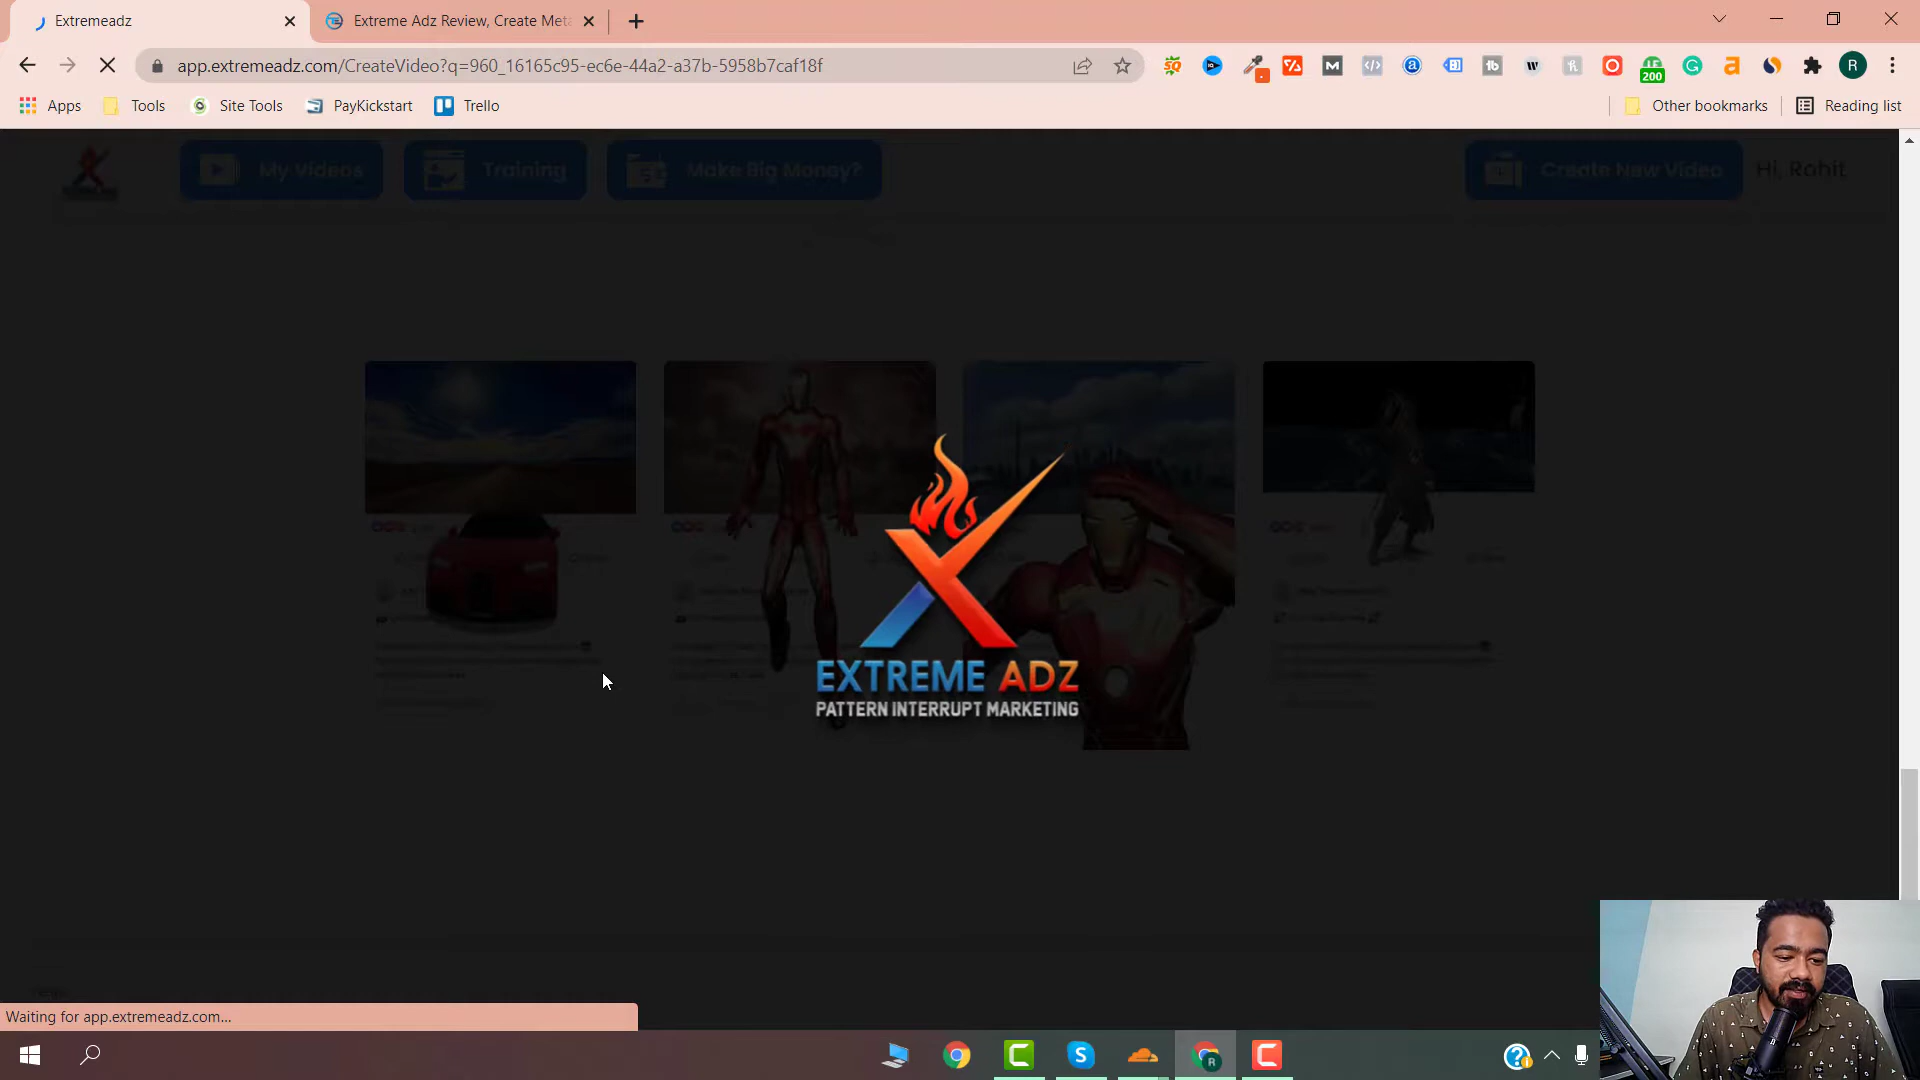 Extremeadz
Extreme Adz Review, Create Meta
app.extremeadz.com/CreateVideo?q=960_16165c95-ec6e-44a2-a37b-5958b7caf18f
200
R
Apps
Tools
Site Tools
PayKickstart
Trello
Other bookmarks
Reading list
My Videos
Training
Make Big Money?
Create New Video
Hi, Rohit
EXTREME ADZ
PATTERN INTERRUPT MARKETING
Waiting for app.extremeadz.com...